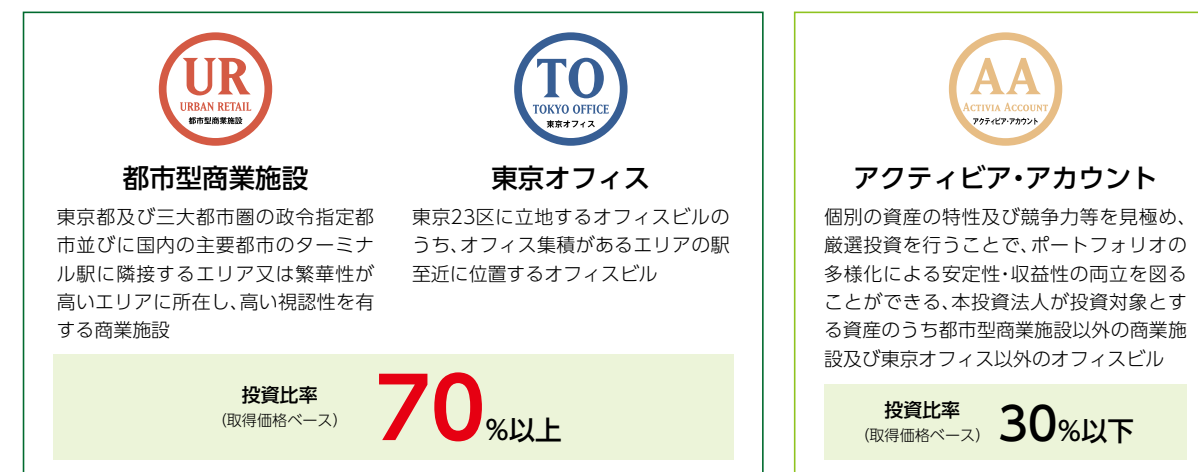 UR
URBAN RETAIL
都市型商業施設
都市型商業施設
東京都及び三大都市圏の政令指定都
市並びに国内の主要都市のターミナ
ル駅に隣接するエリア又は繁華性が
高いエリアに所在し、高い視認性を有
する商業施設
TO
TOKYO OFFICE
東京オフィス
東京オフィス
東京23区に立地するオフィスビルの
うち、オフィス集積があるエリアの駅
至近に位置するオフィスビル
投資比率
(取得価格ベース)
70%以上
AA
ACTIVIA ACCOUNT
アクティビア・アカウント
アクティビア・アカウント
個別の資産の特性及び競争力等を見極め、
厳選投資を行うことで、ポートフォリオの
多様化による安定性・収益性の両立を図る
ことができる、本投資法人が投資対象とす
る資産のうち都市型商業施設以外の商業施
設及び東京オフィス以外のオフィスビル
投資比率
(取得価格ベース)
30%以下